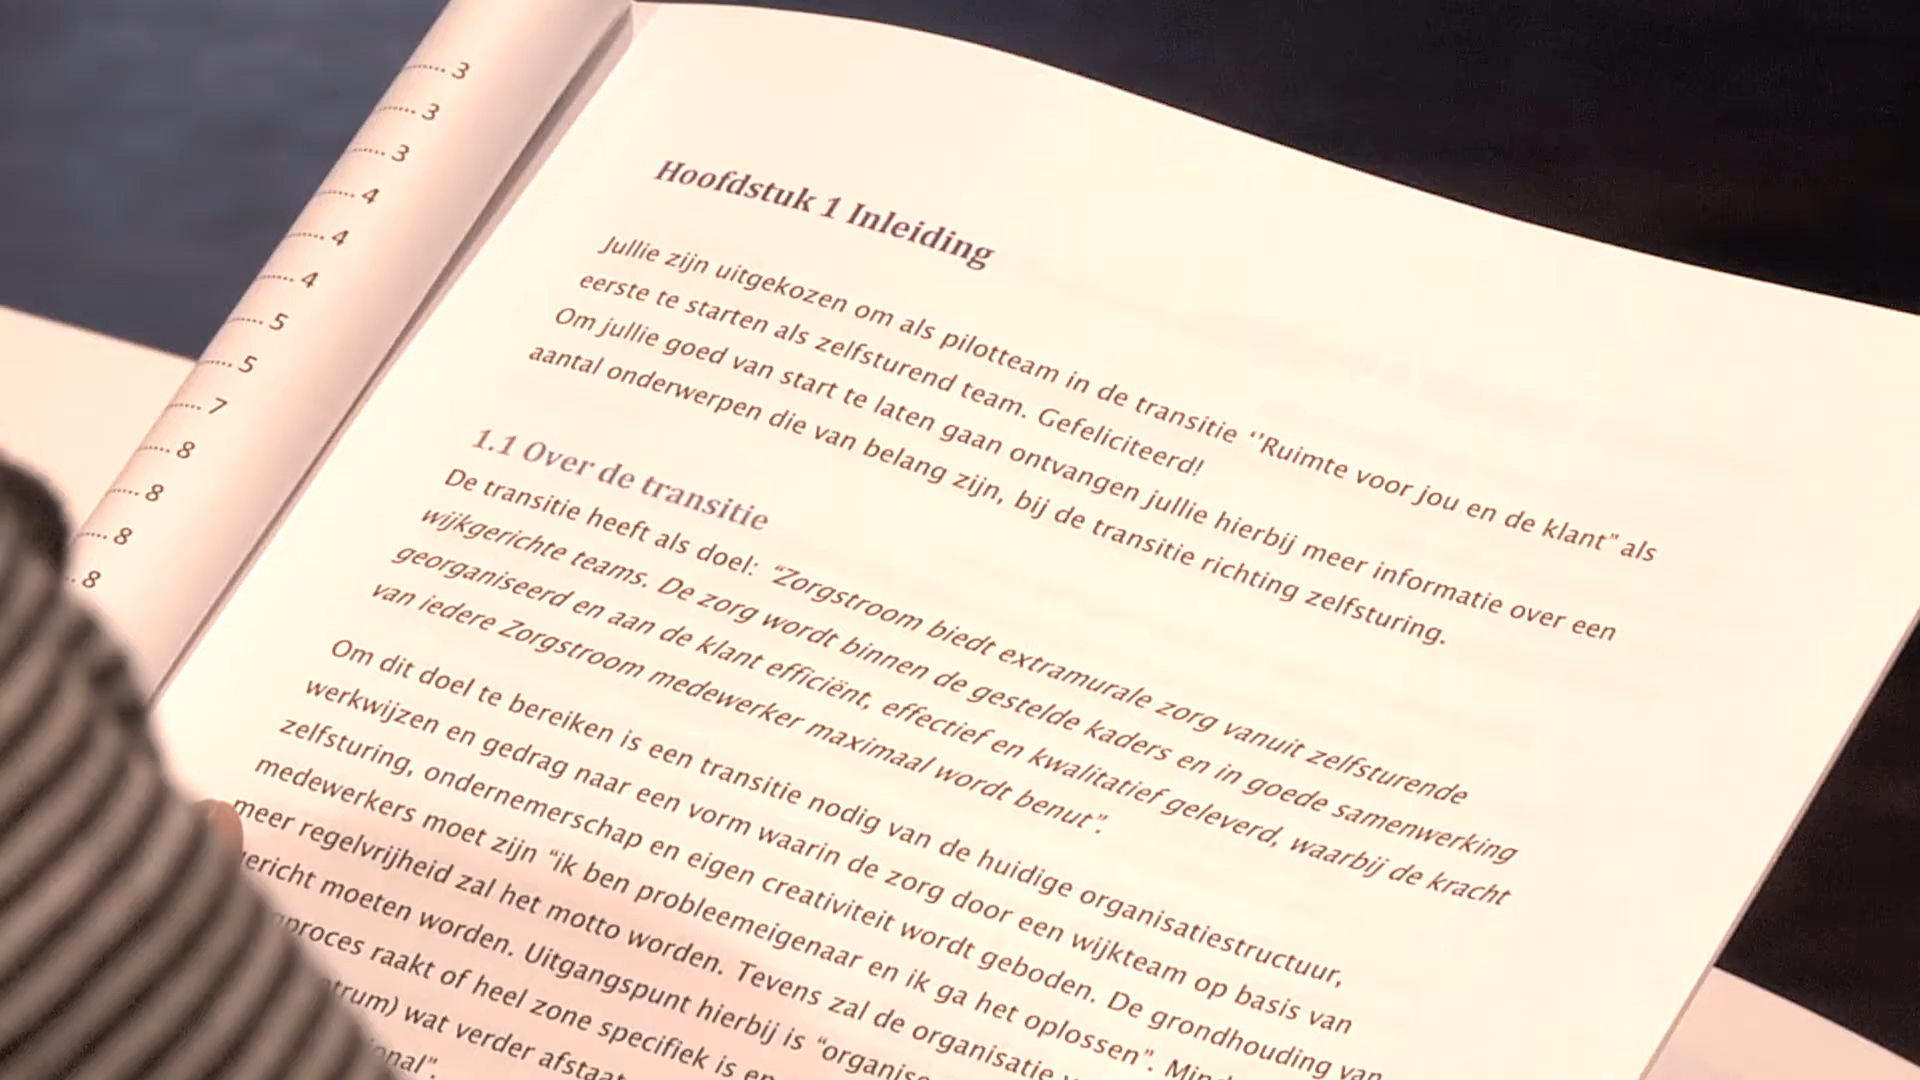 ........ 3
....... 3
....... 3
....... 4
....... 4
....... 4
....... 5
....... 5
....... 7
....... 8
....... 8
....... 8
.. 8
Hoofdstuk 1 Inleiding
Jullie zijn uitgekozen om als pilotteam in de transitie ‘’Ruimte voor jou en de klant” als
eerste te starten als zelfsturend team. Gefeliciteerd!
Om jullie goed van start te laten gaan ontvangen jullie hierbij meer informatie over een
aantal onderwerpen die van belang zijn, bij de transitie richting zelfsturing.
1.1 Over de transitie
De transitie heeft als doel: “Zorgstroom biedt extramurale zorg vanuit zelfsturende
wijkgerichte teams. De zorg wordt binnen de gestelde kaders en in goede samenwerking
georganiseerd en aan de klant efficiënt, effectief en kwalitatief geleverd, waarbij de kracht
van iedere Zorgstroom medewerker maximaal wordt benut”.
Om dit doel te bereiken is een transitie nodig van de huidige organisatiestructuur,
werkwijzen en gedrag naar een vorm waarin de zorg door een wijkteam op basis van
zelfsturing, ondernemerschap en eigen creativiteit wordt geboden. De grondhouding van
medewerkers moet zijn “ik ben probleemeigenaar en ik ga het oplossen”. Mind
meer regelvrijheid zal het motto worden. Tevens zal de organisatie
ericht moeten worden. Uitgangspunt hierbij is “organise
proces raakt of heel zone specifiek is en
trum) wat verder afstaat
onal”.